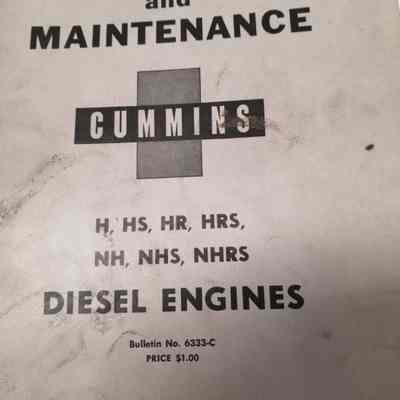 and
MAINTENANCE
CUMMINS
H, HS, HR, HRS,
NH, NHS, NHRS
DIESEL ENGINES
Bulletin No. 6333-C
PRICE $1.00